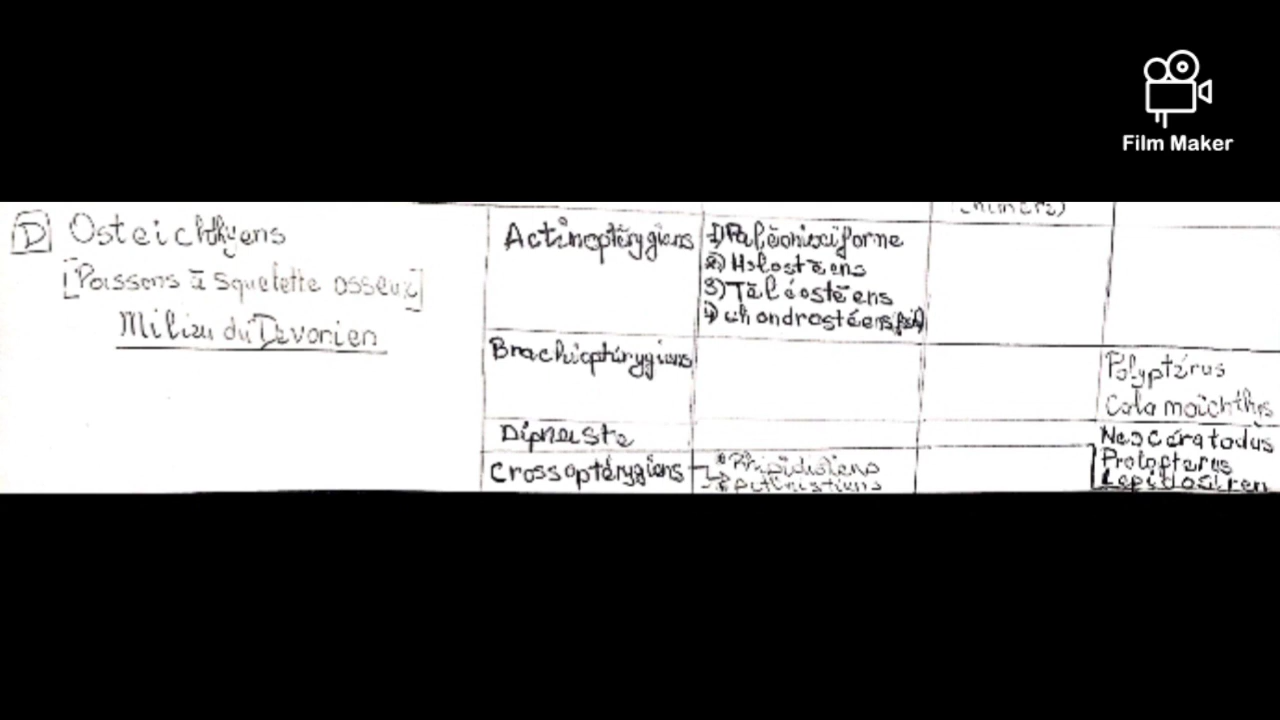 Film Maker
chimers)
D Osteichthyens
[Poissons à squelette osseux]
Milieu du Devonien
Actinoptérygiens
1) Paléonisciforme
2) Holostéens
3) Téléostéens
4) chondrostéens
Brachioptérygiens
Polyptérus
Calamoichthys
Dipneuste
Neocératodus
Protopterus
Lepidosiren
Crossoptérygiens